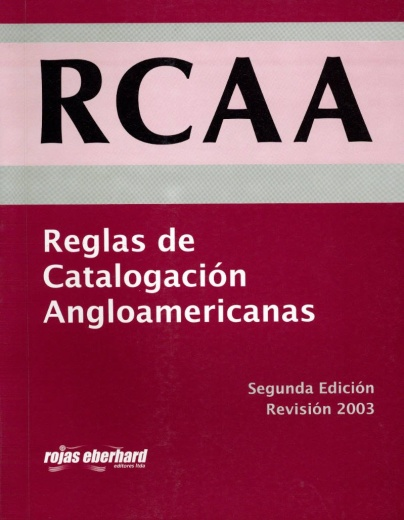 RCAA
Reglas de
Catalogación
Angloamericanas
Segunda Edición
Revisión 2003
rojas eberhard
editores ltda